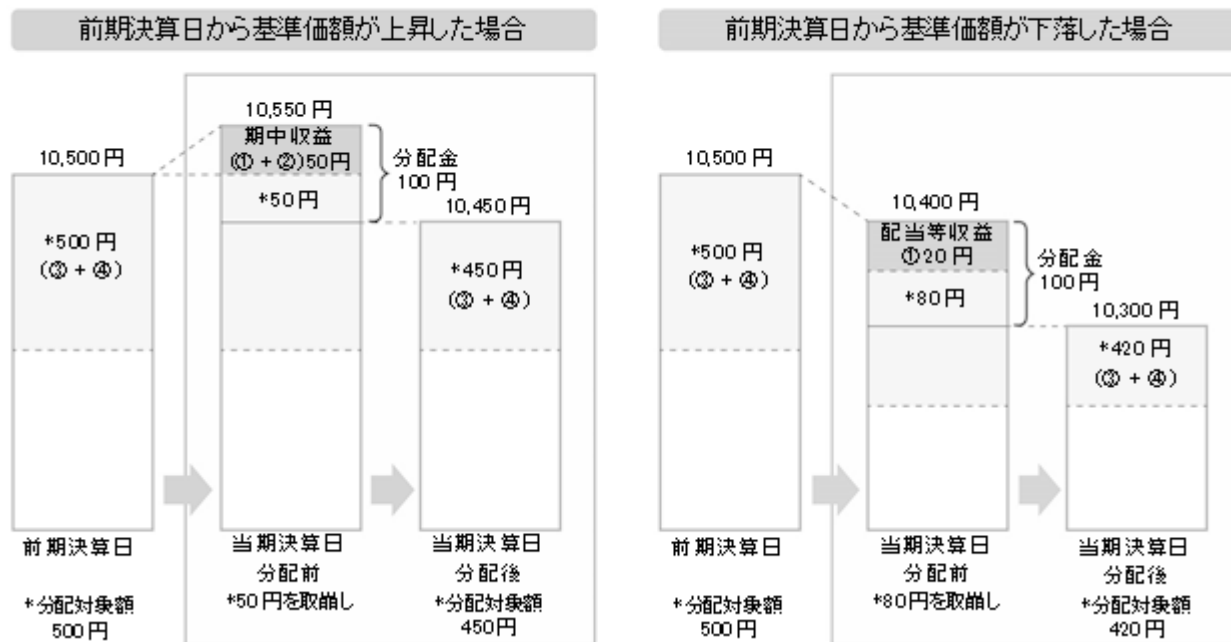 前期決算日から基準価額が上昇した場合
10,500円
*500円
(③+④)
前期決算日
*分配対象額
500円
10,550円
期中収益
(①+②)50円
*50円
分配金
100円
当期決算日
分配前
*50円を取崩し
10,450円
*450円
(③+④)
当期決算日
分配後
*分配対象額
450円
前期決算日から基準価額が下落した場合
10,500円
*500円
(③+④)
前期決算日
*分配対象額
500円
10,400円
配当等収益
①20円
*80円
分配金
100円
当期決算日
分配前
*80円を取崩し
10,300円
*420円
(③+④)
当期決算日
分配後
*分配対象額
420円